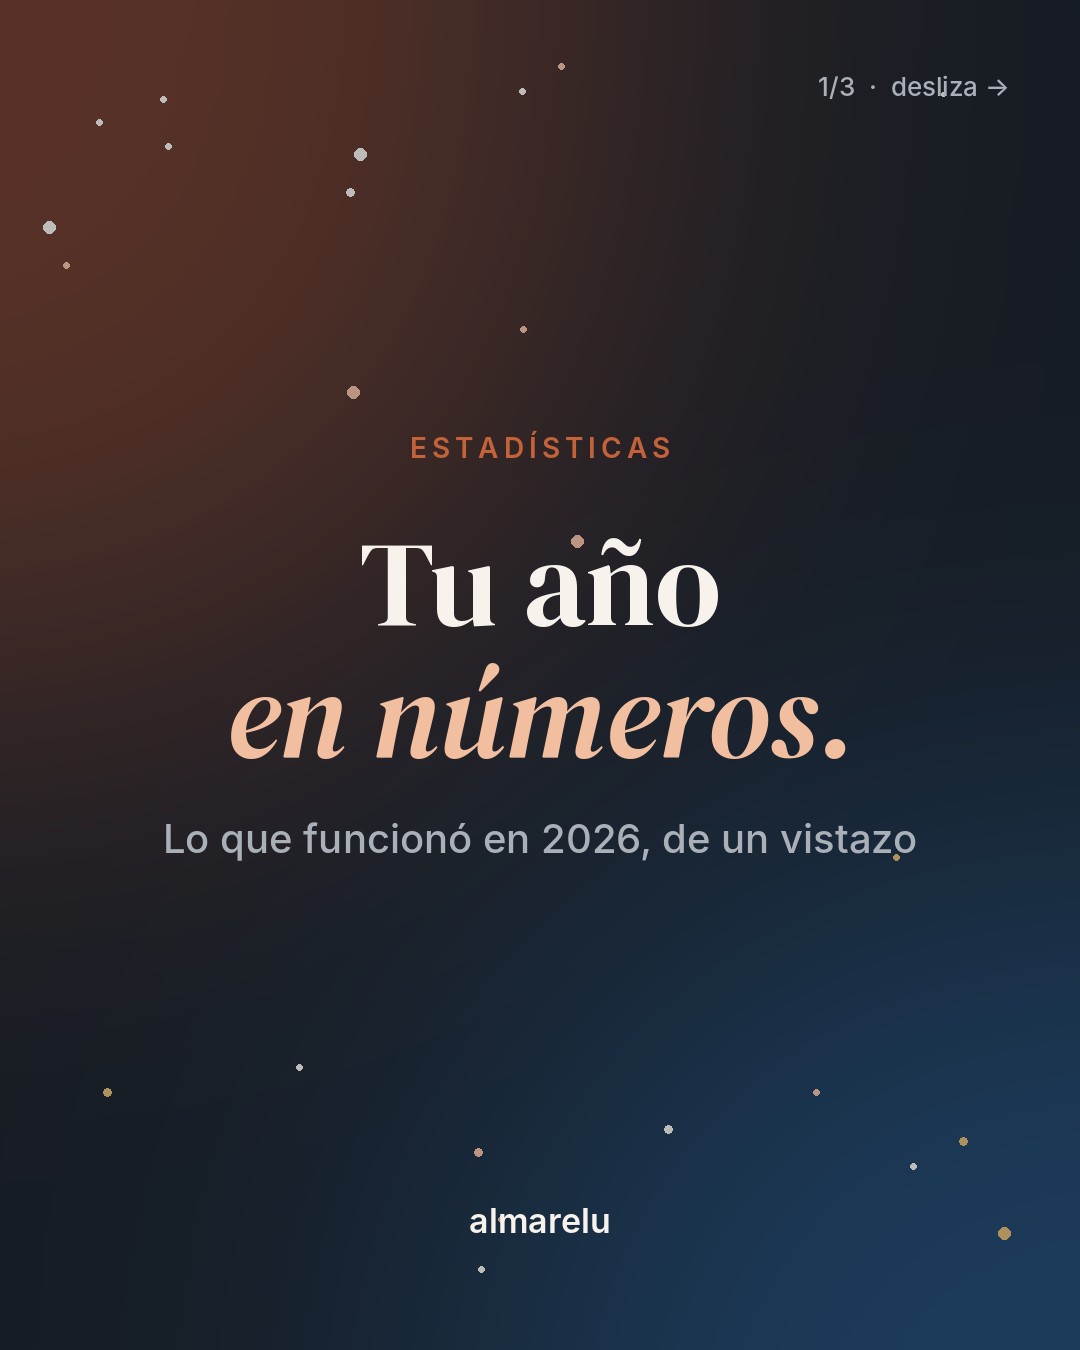 1/3 · desliza →
ESTADÍSTICAS
Tu año
en números.
Lo que funcionó en 2026, de un vistazo
almarelu